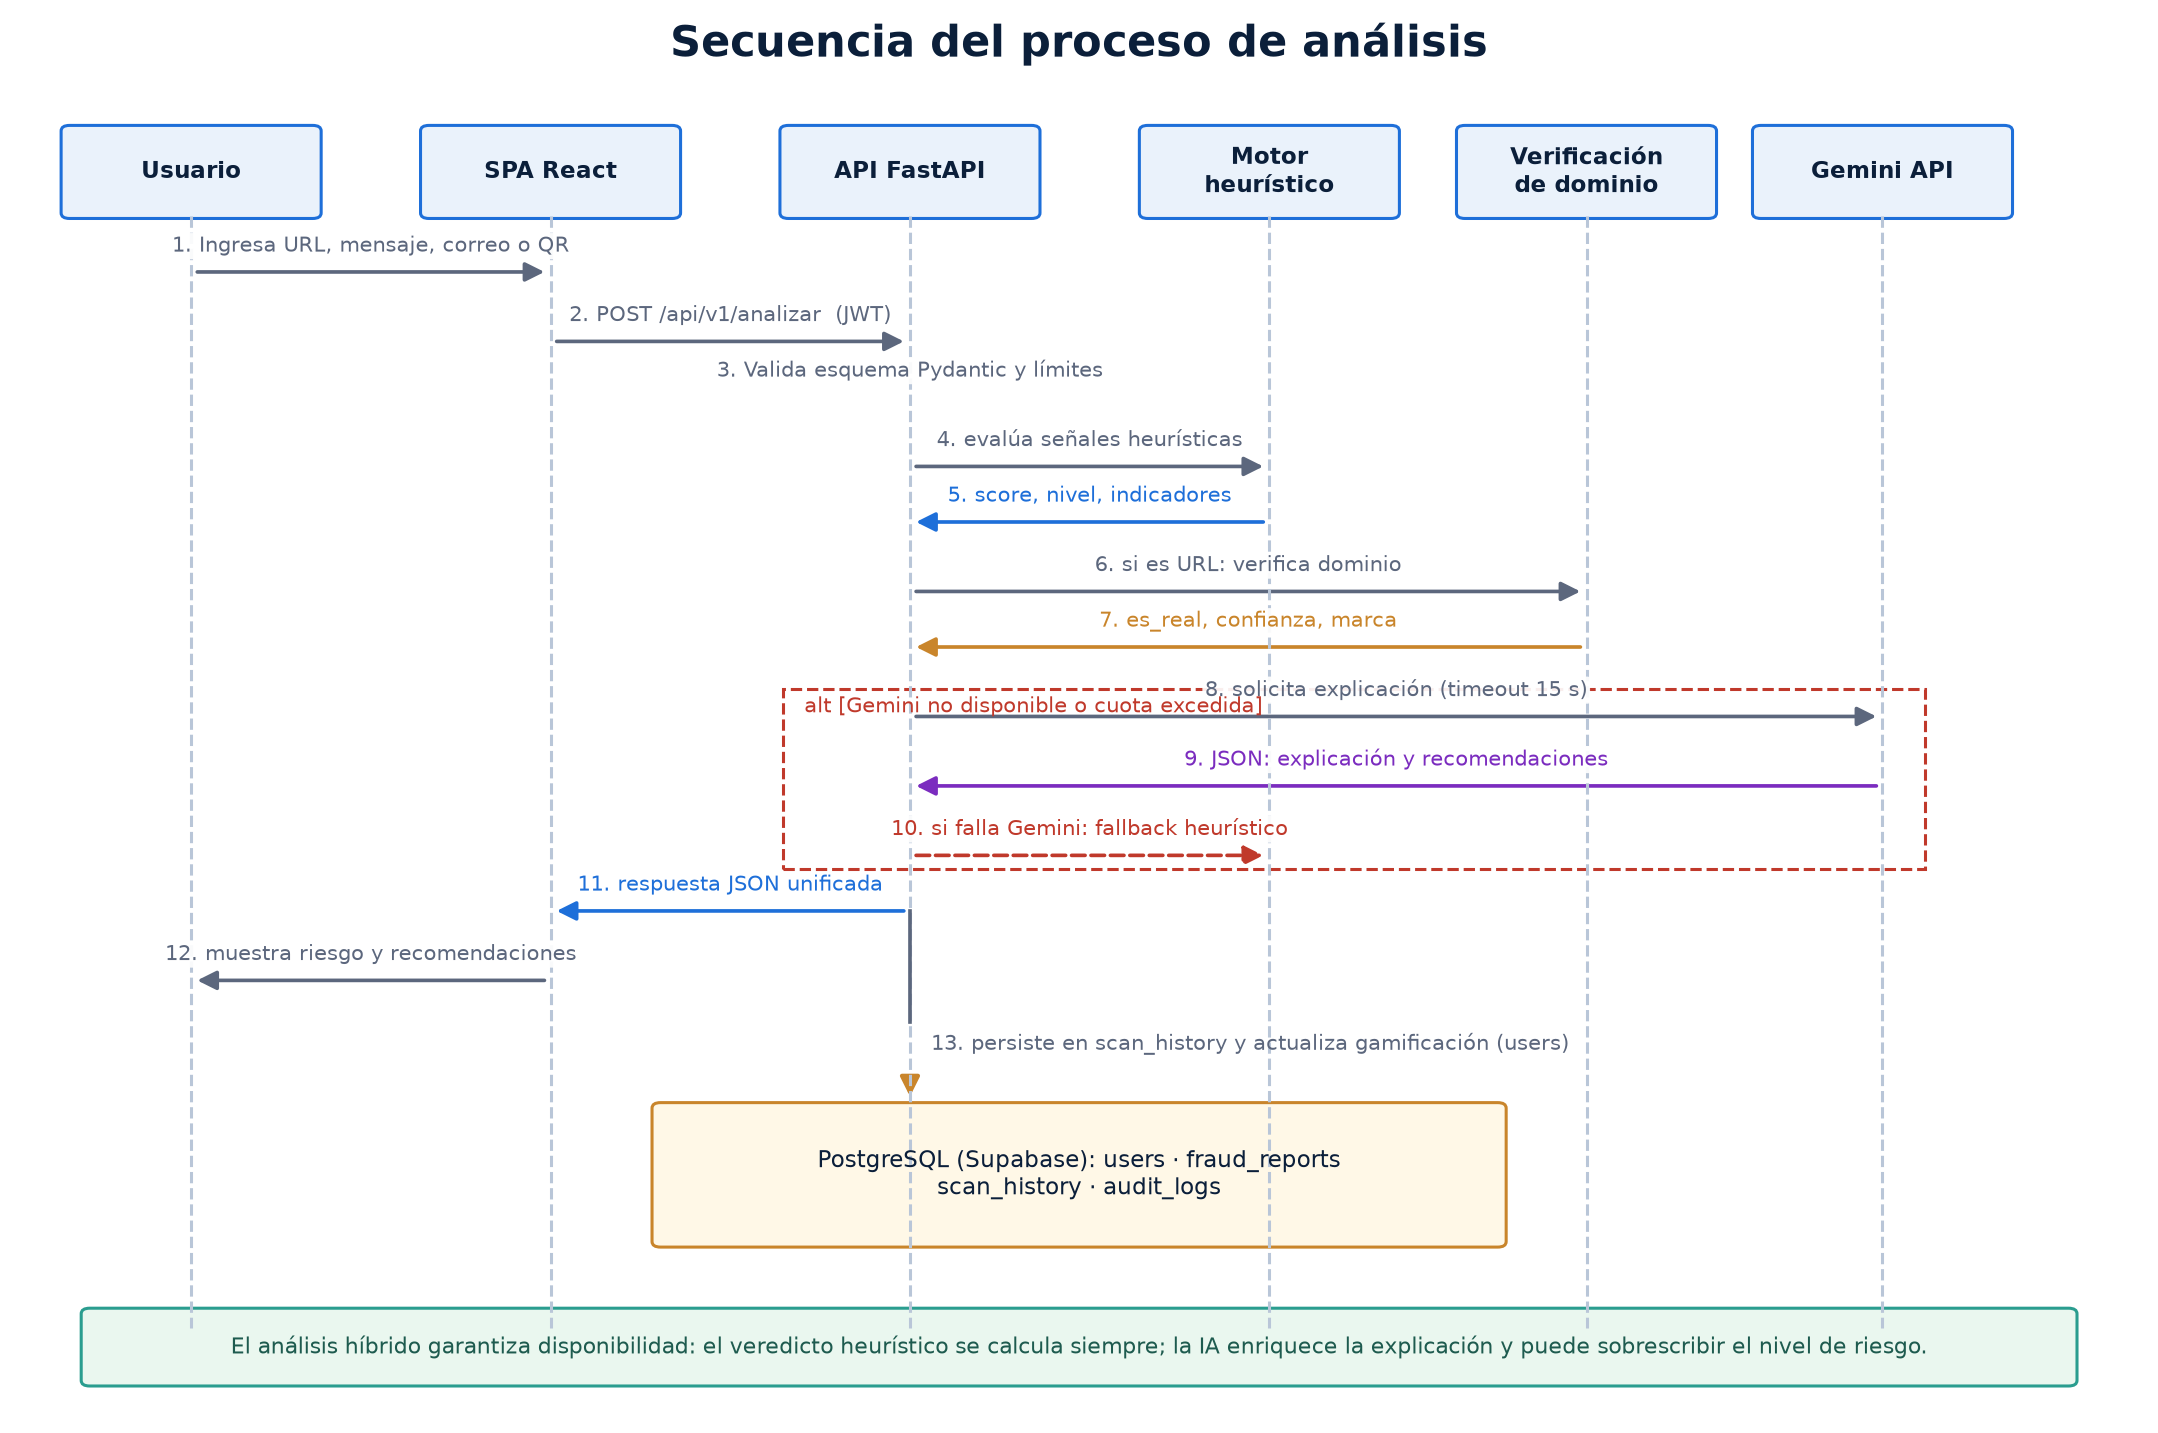 Secuencia del proceso de análisis
Usuario
SPA React
API FastAPI
Motor
heurístico
Verificación
de dominio
Gemini API
1. Ingresa URL, mensaje, correo o QR
2. POST /api/v1/analizar  (JWT)
3. Valida esquema Pydantic y límites
4. evalúa señales heurísticas
5. score, nivel, indicadores
6. si es URL: verifica dominio
7. es_real, confianza, marca
8. solicita explicación (timeout 15 s)
alt [Gemini no disponible o cuota excedida]
9. JSON: explicación y recomendaciones
10. si falla Gemini: fallback heurístico
11. respuesta JSON unificada
12. muestra riesgo y recomendaciones
13. persiste en scan_history y actualiza gamificación (users)
PostgreSQL (Supabase): users · fraud_reports
scan_history · audit_logs
El análisis híbrido garantiza disponibilidad: el veredicto heurístico se calcula siempre; la IA enriquece la explicación y puede sobrescribir el nivel de riesgo.